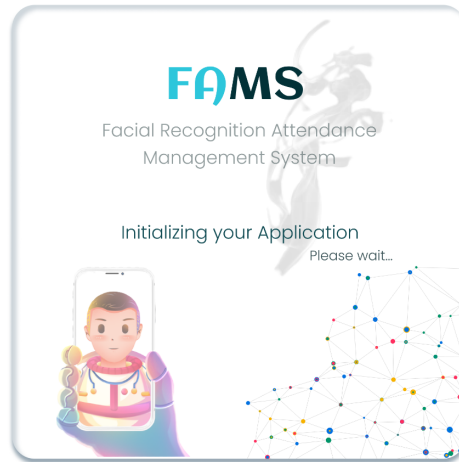 FAMS
Facial Recognition Attendance
Management System
Initializing your Application
Please wait...